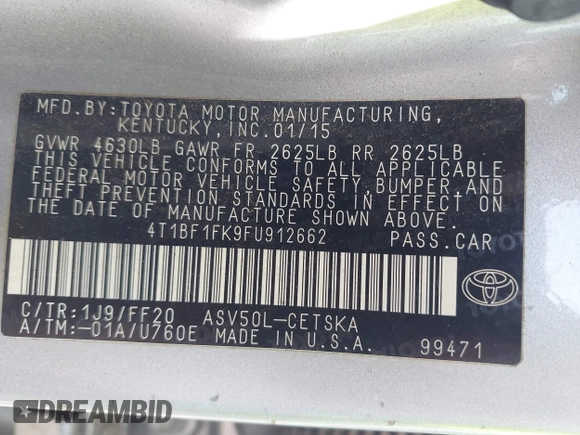 MFD.BY:TOYOTA MOTOR MANUFACTURING,
KENTUCKY, INC.01/15
GVWR 4630LB GAWR FR 2625LB RR 2625LB
THIS VEHICLE CONFORMS TO ALL APPLICABLE
FEDERAL MOTOR VEHICLE SAFETY, BUMPER, AND
THEFT PREVENTION STANDARDS IN EFFECT ON
THE DATE OF MANUFACTURE SHOWN ABOVE.
4T1BF1FK9FU912662 PASS.CAR
C/TR:1J9/FF20 ASV50L-CETSKA
A/TM:-01A/U760E MADE IN U.S.A. 99471
DREAMBID